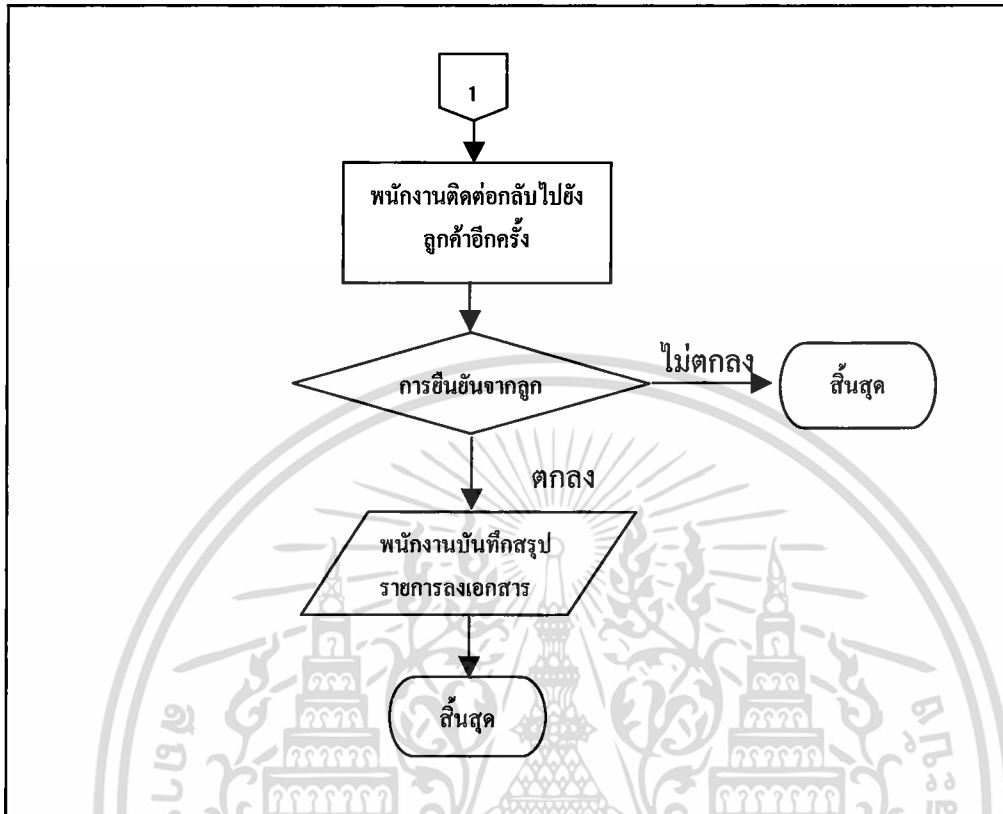 1
พนักงานติดต่อกลับไปยัง
ลูกค้าอีกครั้ง
ไม่ตกลง
การยืนยันจากลูก
สิ้นสุด
ตกลง
พนักงานบันทึกสรุป
รายการลงเอกสาร
สิ้นสุด